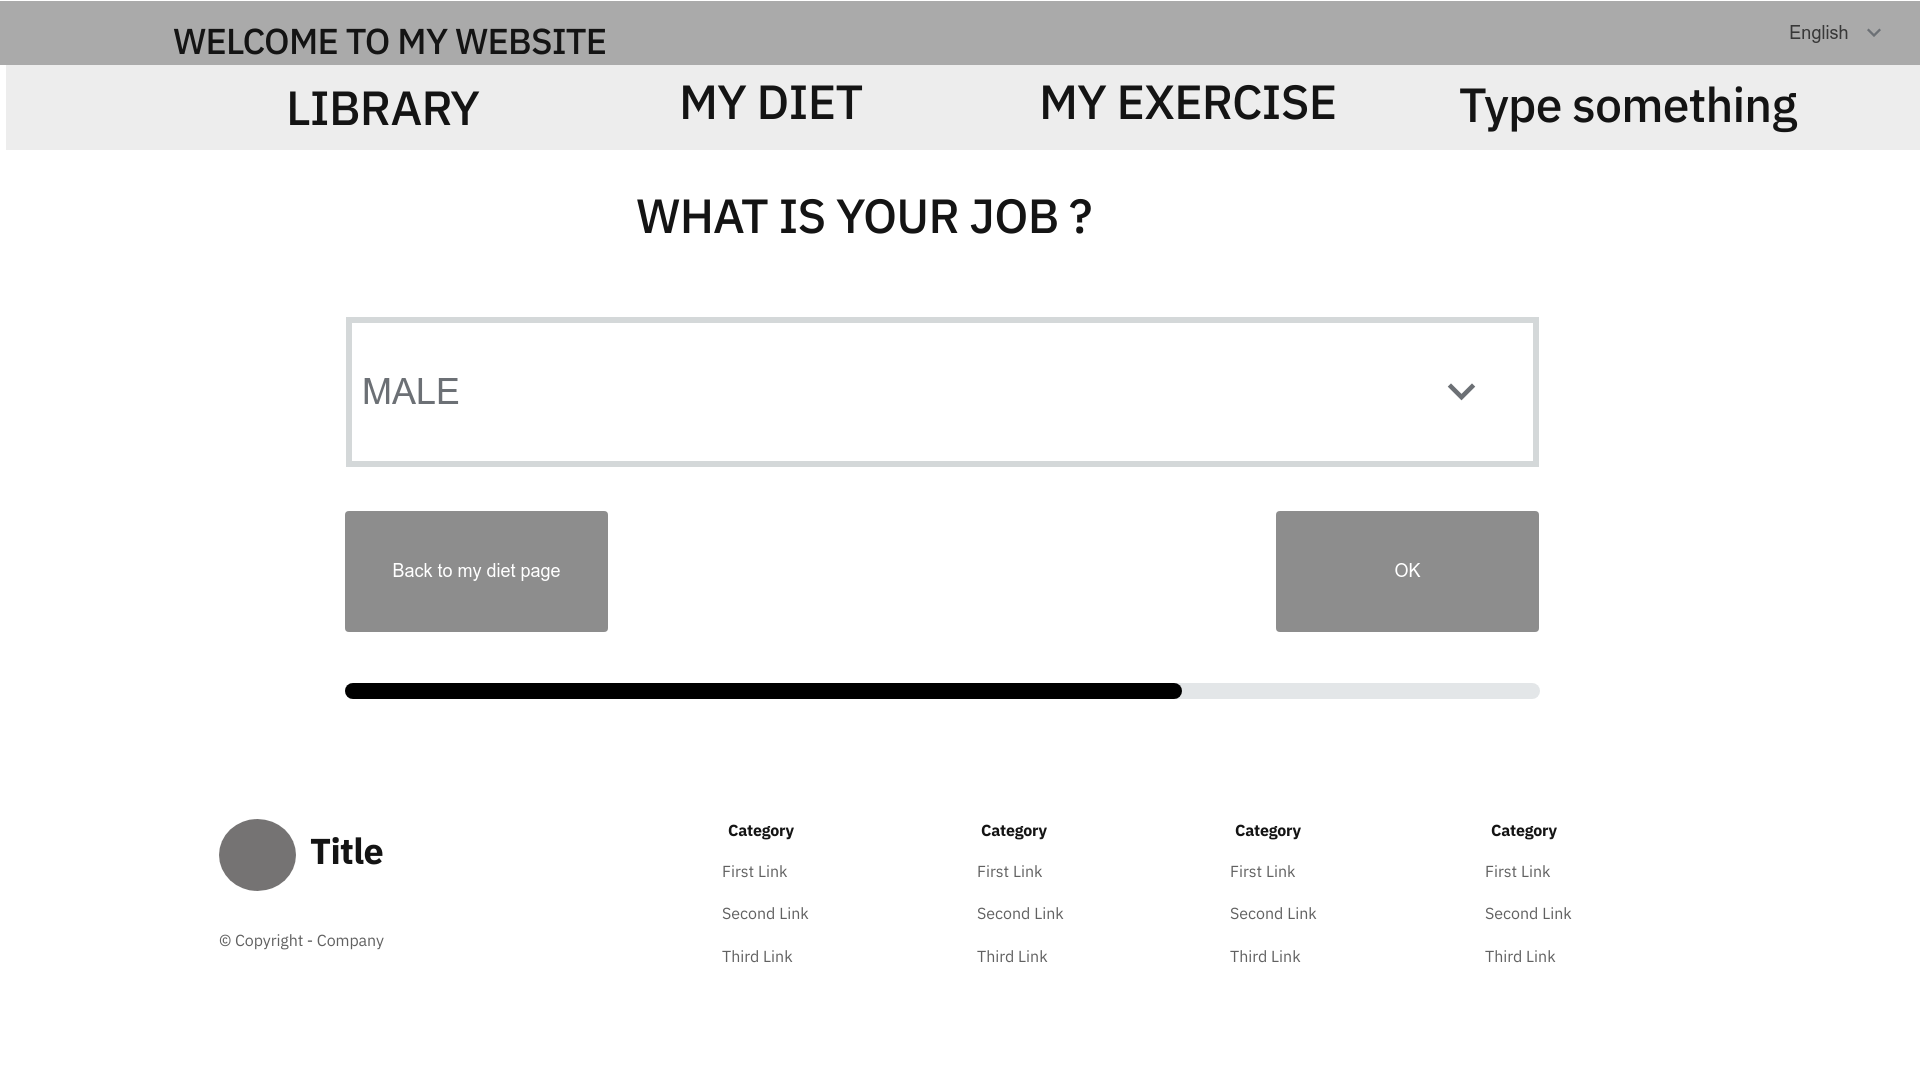 WELCOME TO MY WEBSITE
English
LIBRARY
MY DIET
MY EXERCISE
Type something
WHAT IS YOUR JOB ?
MALE
Back to my diet page
OK
Title
© Copyright - Company
Category
First Link
Second Link
Third Link
Category
First Link
Second Link
Third Link
Category
First Link
Second Link
Third Link
Category
First Link
Second Link
Third Link